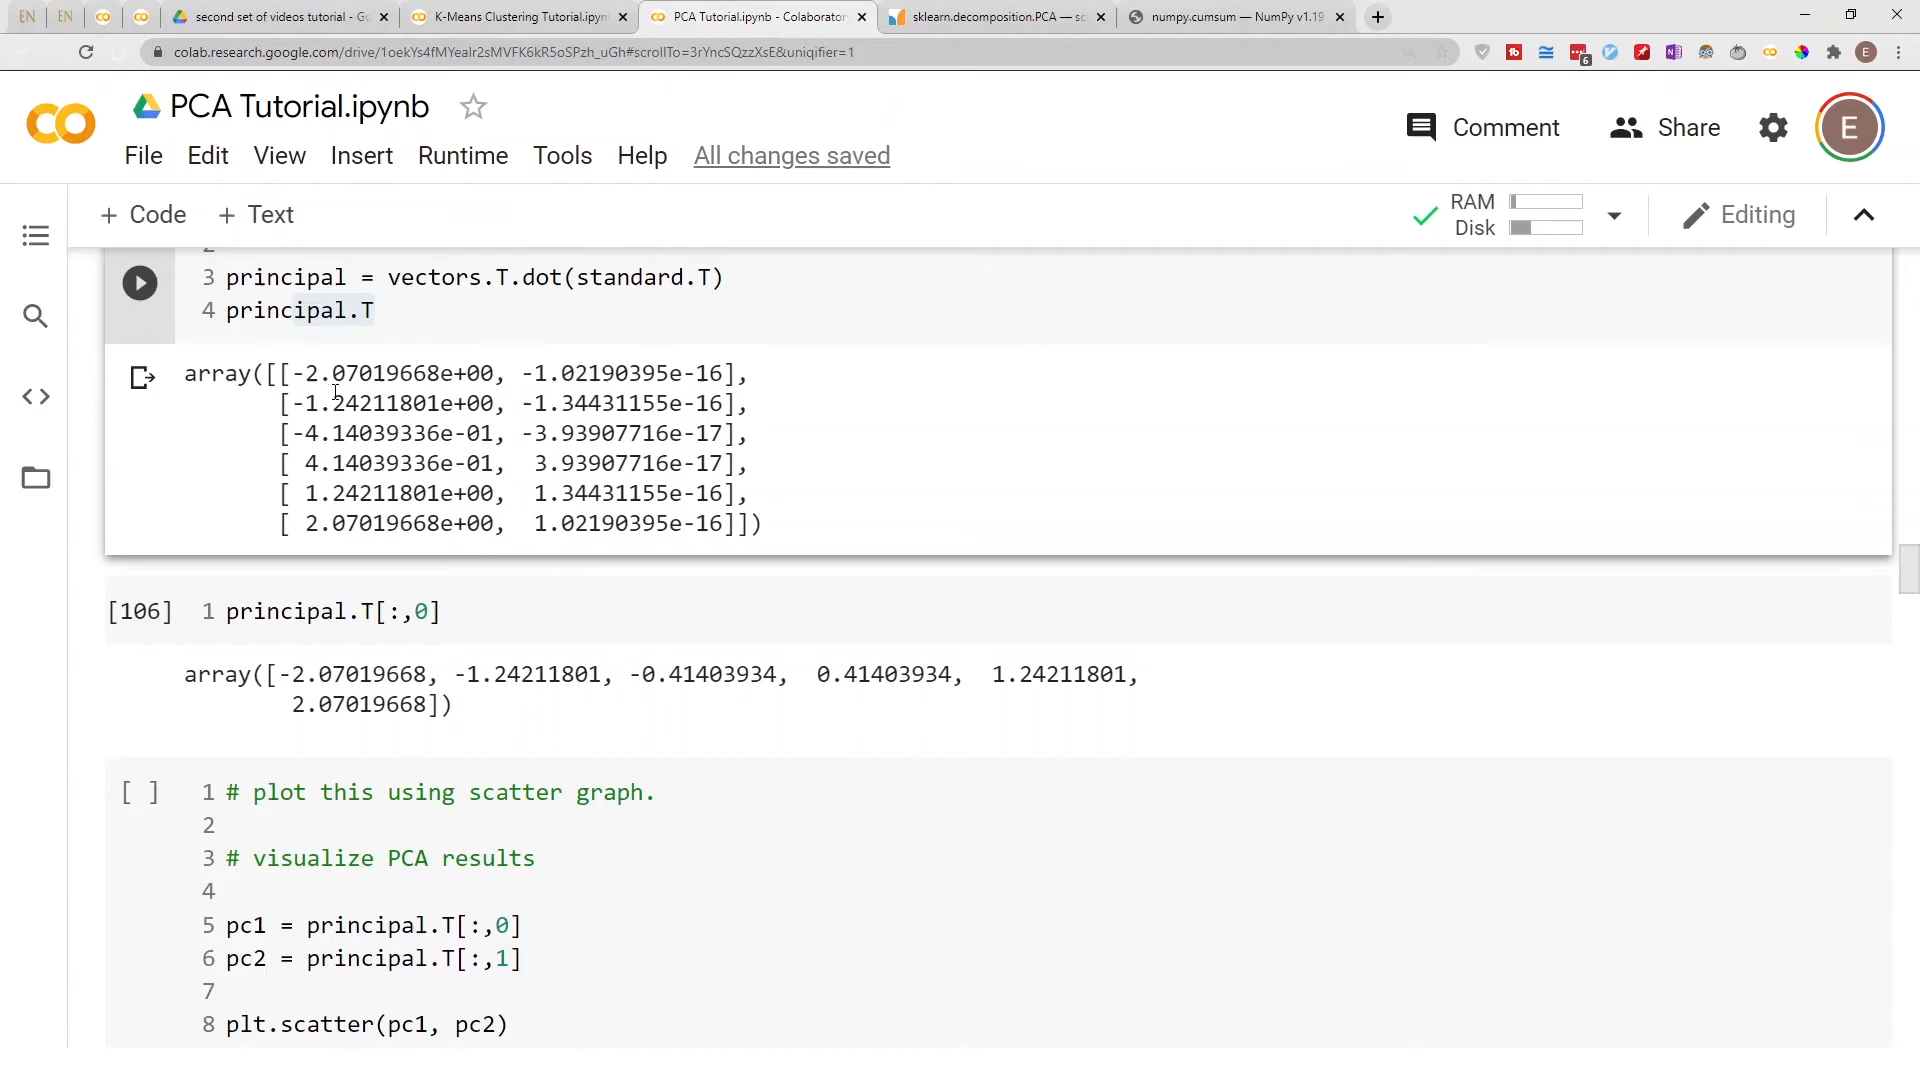 second set of videos tutorial - Go
K-Means Clustering Tutorial.ipyn
PCA Tutorial.ipynb - Colaborator
sklearn.decomposition.PCA — sc
numpy.cumsum — NumPy v1.19
colab.research.google.com/drive/1oekYs4fMYealr2sMVFK6kR5oSPzh_uGh#scrollTo=3rYncSQzzXsE&uniqifier=1
PCA Tutorial.ipynb
Comment
Share
E
File Edit View Insert Runtime Tools Help All changes saved
+ Code + Text
RAM
Disk
Editing
3 principal = vectors.T.dot(standard.T)
4 principal.T
array([[-2.07019668e+00, -1.02190395e-16],
[-1.24211801e+00, -1.34431155e-16],
[-4.14039336e-01, -3.93907716e-17],
[ 4.14039336e-01, 3.93907716e-17],
[ 1.24211801e+00, 1.34431155e-16],
[ 2.07019668e+00, 1.02190395e-16]])
[106] 1 principal.T[:,0]
array([-2.07019668, -1.24211801, -0.41403934, 0.41403934, 1.24211801,
2.07019668])
[ ] 1 # plot this using scatter graph.
2
3 # visualize PCA results
4
5 pc1 = principal.T[:,0]
6 pc2 = principal.T[:,1]
7
8 plt.scatter(pc1, pc2)